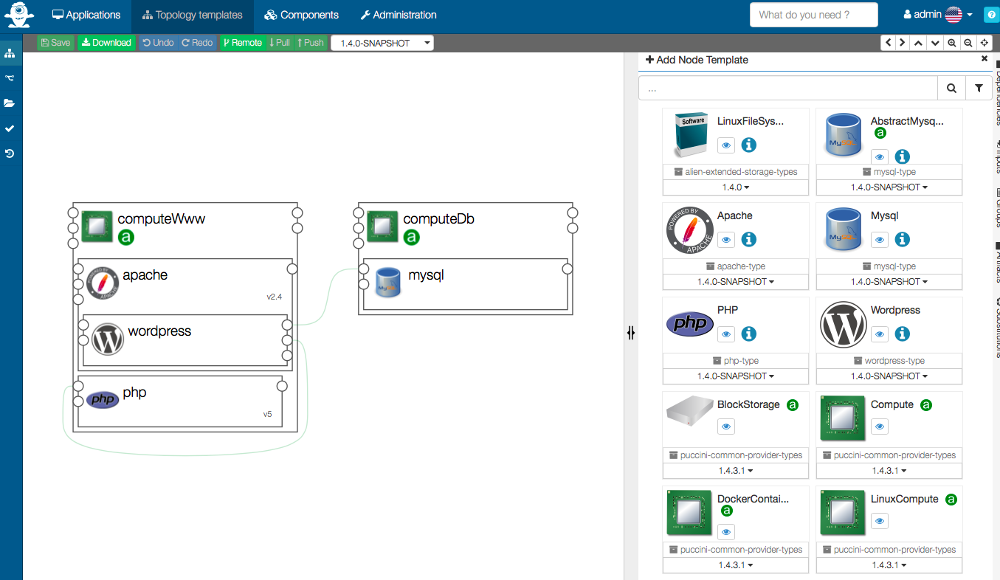 Applications
Topology templates
Components
Administration
What do you need ?
admin
?
Save
Download
Undo
Redo
Remote
Pull
Push
1.4.0-SNAPSHOT
+ Add Node Template
...
Software
LinuxFileSys...
alien-extended-storage-types
1.4.0
MySQL
AbstractMysq...
a
mysql-type
1.4.0-SNAPSHOT
POWERED BY
APACHE
Apache
apache-type
1.4.0-SNAPSHOT
MySQL
Mysql
mysql-type
1.4.0-SNAPSHOT
php
PHP
php-type
1.4.0-SNAPSHOT
W
Wordpress
wordpress-type
1.4.0-SNAPSHOT
BlockStorage
a
puccini-common-provider-types
1.4.3.1
Compute
a
puccini-common-provider-types
1.4.3.1
DockerContai...
a
puccini-common-provider-types
1.4.3.1
LinuxCompute
a
puccini-common-provider-types
1.4.3.1
computeWww
a
apache
v2.4
wordpress
php
php
v5
computeDb
a
mysql
Dependencies
Inputs
Groups
Artifacts
Substitutions